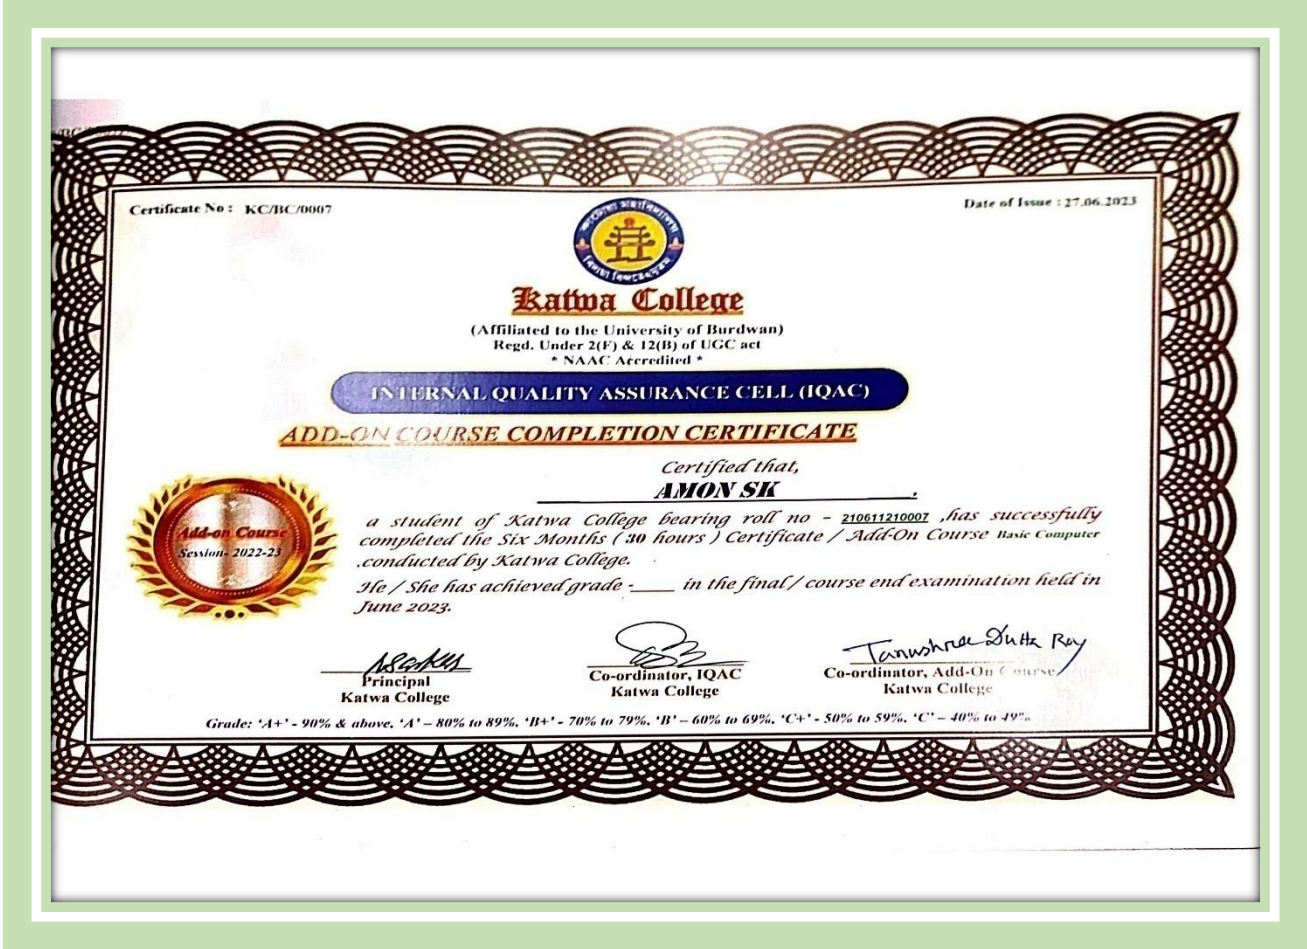 Certificate No : KC/BC/0007
Date of Issue : 27.06.2023
Katwa College
(Affiliated to the University of Burdwan)
Regd. Under 2(F) & 12(B) of UGC act
* NAAC Accredited *
INTERNAL QUALITY ASSURANCE CELL (IQAC)
ADD-ON COURSE COMPLETION CERTIFICATE
Certified that,
AMON SK .
Add-on Course
Session- 2022-23
a student of Katwa College bearing roll no - 210611210007 ,has successfully
completed the Six Months ( 30 hours ) Certificate / Add-On Course Basic Computer
.conducted by Katwa College.
He / She has achieved grade -____ in the final / course end examination held in
June 2023.
Tanushree Dutta Roy
Principal
Katwa College
Co-ordinator, IQAC
Katwa College
Co-ordinator, Add-On Course
Katwa College
Grade: 'A+' - 90% & above, 'A' – 80% to 89%, 'B+' - 70% to 79%, 'B' – 60% to 69%, 'C+' - 50% to 59%, 'C' – 40% to 49%